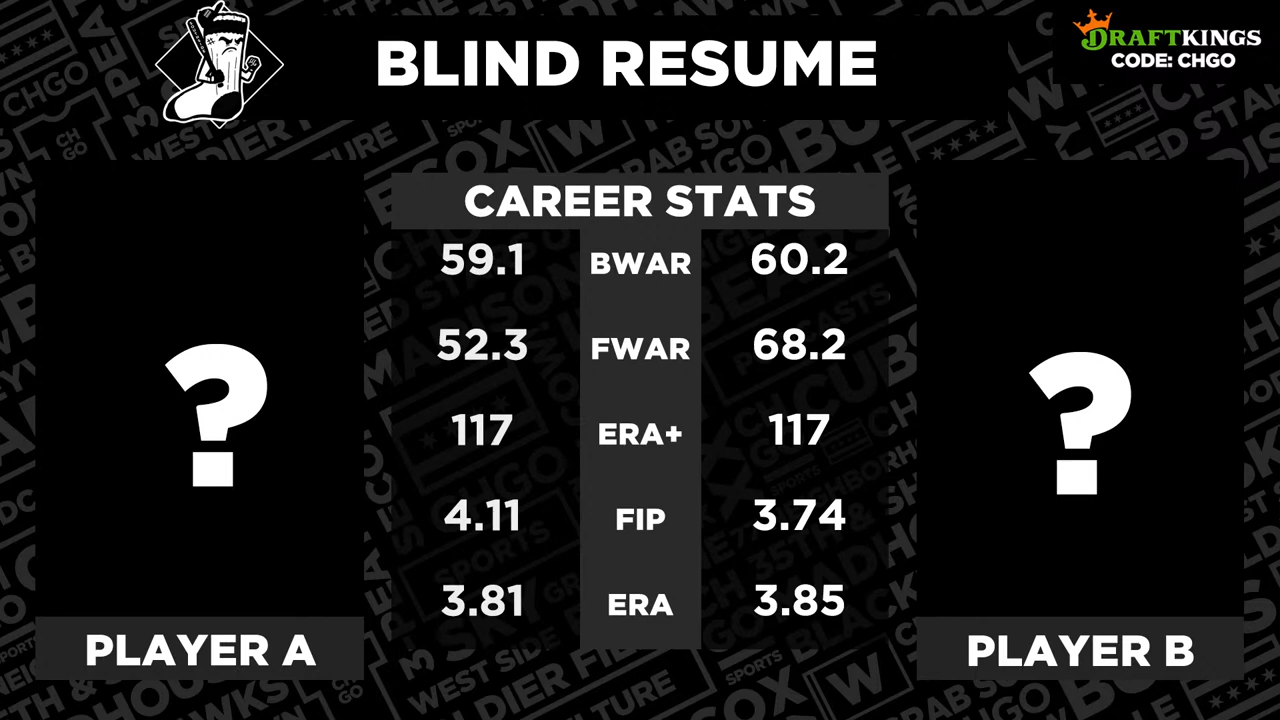 BLIND RESUME
DRAFTKINGS
CODE: CHGO
CAREER STATS
59.1 BWAR 60.2
52.3 FWAR 68.2
117 ERA+ 117
4.11 FIP 3.74
3.81 ERA 3.85
?
?
PLAYER A
PLAYER B